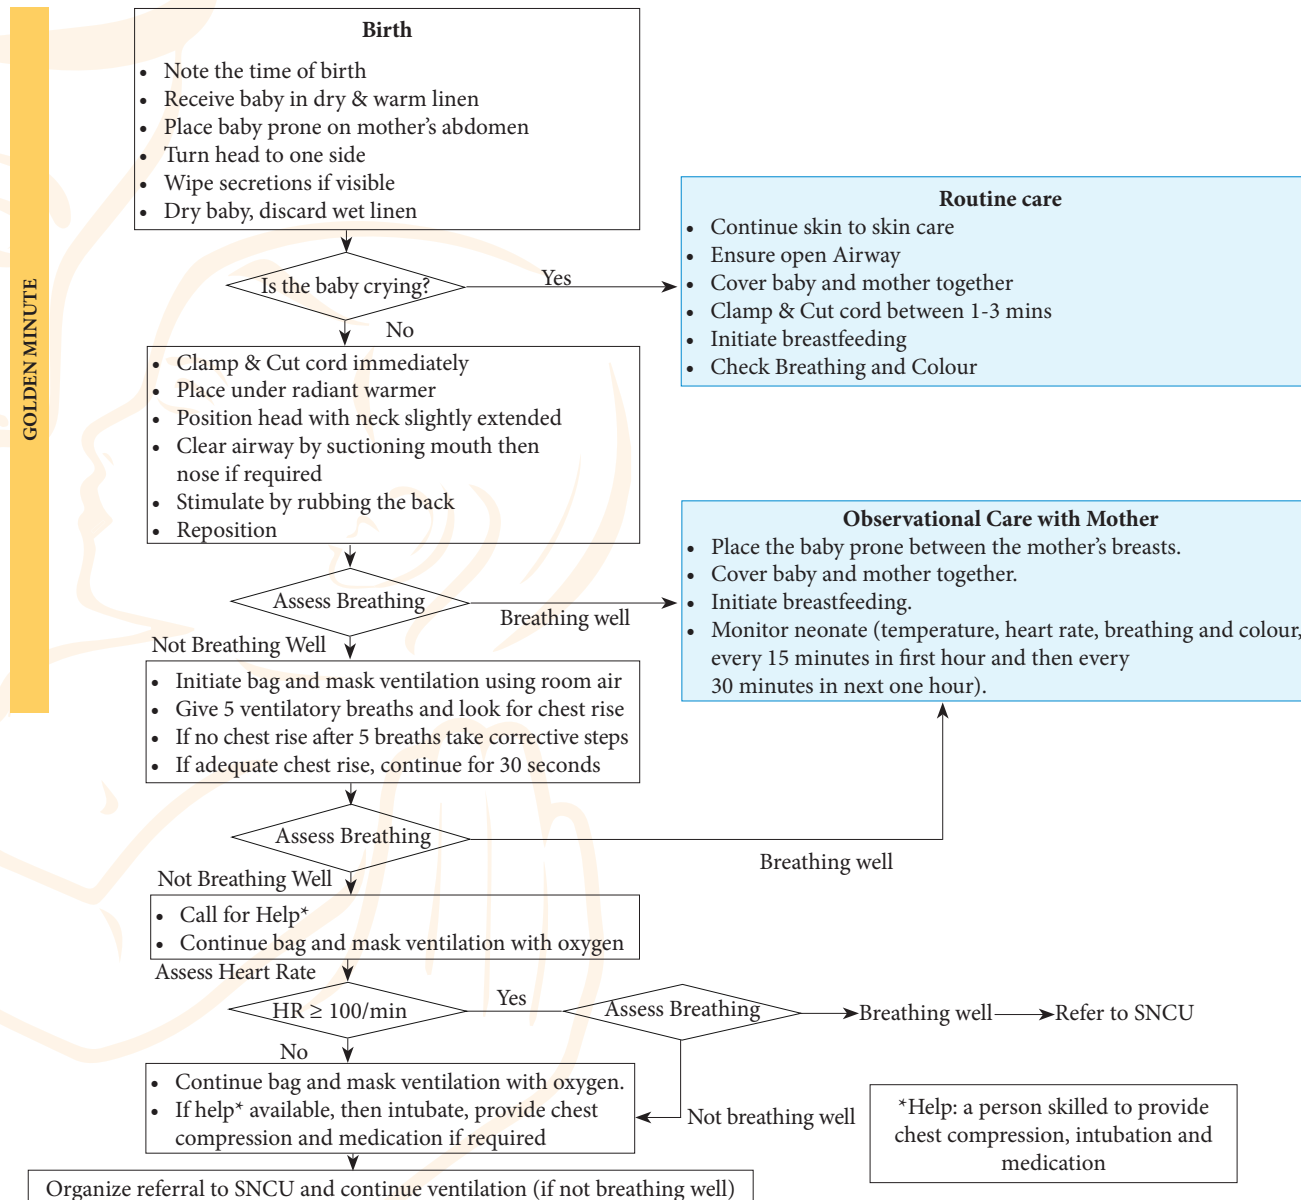 GOLDEN MINUTE
Birth
• Note the time of birth
• Receive baby in dry & warm linen
• Place baby prone on mother's abdomen
• Turn head to one side
• Wipe secretions if visible
• Dry baby, discard wet linen
Is the baby crying?
Yes
Routine care
• Continue skin to skin care
• Ensure open Airway
• Cover baby and mother together
• Clamp & Cut cord between 1-3 mins
• Initiate breastfeeding
• Check Breathing and Colour
No
• Clamp & Cut cord immediately
• Place under radiant warmer
• Position head with neck slightly extended
• Clear airway by suctioning mouth then
nose if required
• Stimulate by rubbing the back
• Reposition
Assess Breathing
Breathing well
Observational Care with Mother
• Place the baby prone between the mother's breasts.
• Cover baby and mother together.
• Initiate breastfeeding.
• Monitor neonate (temperature, heart rate, breathing and colour,
every 15 minutes in first hour and then every
30 minutes in next one hour).
Not Breathing Well
• Initiate bag and mask ventilation using room air
• Give 5 ventilatory breaths and look for chest rise
• If no chest rise after 5 breaths take corrective steps
• If adequate chest rise, continue for 30 seconds
Assess Breathing
Breathing well
Not Breathing Well
• Call for Help*
• Continue bag and mask ventilation with oxygen
Assess Heart Rate
HR ≥ 100/min
Yes
Assess Breathing
Breathing well
Refer to SNCU
No
• Continue bag and mask ventilation with oxygen.
• If help* available, then intubate, provide chest
compression and medication if required
Not breathing well
*Help: a person skilled to provide
chest compression, intubation and
medication
Organize referral to SNCU and continue ventilation (if not breathing well)